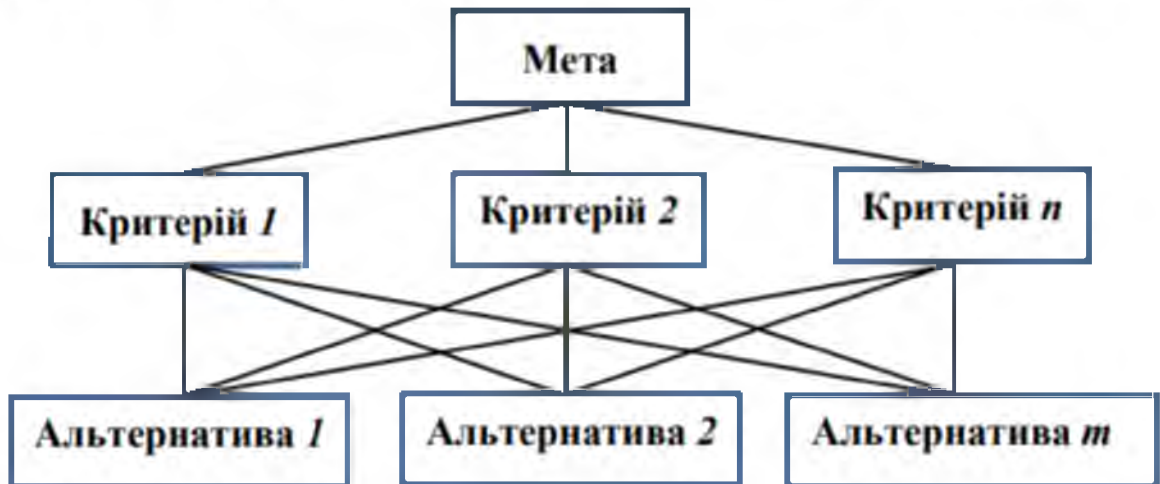 Мета
Критерій 1
Критерій 2
Критерій n
Альтернатива 1
Альтернатива 2
Альтернатива m